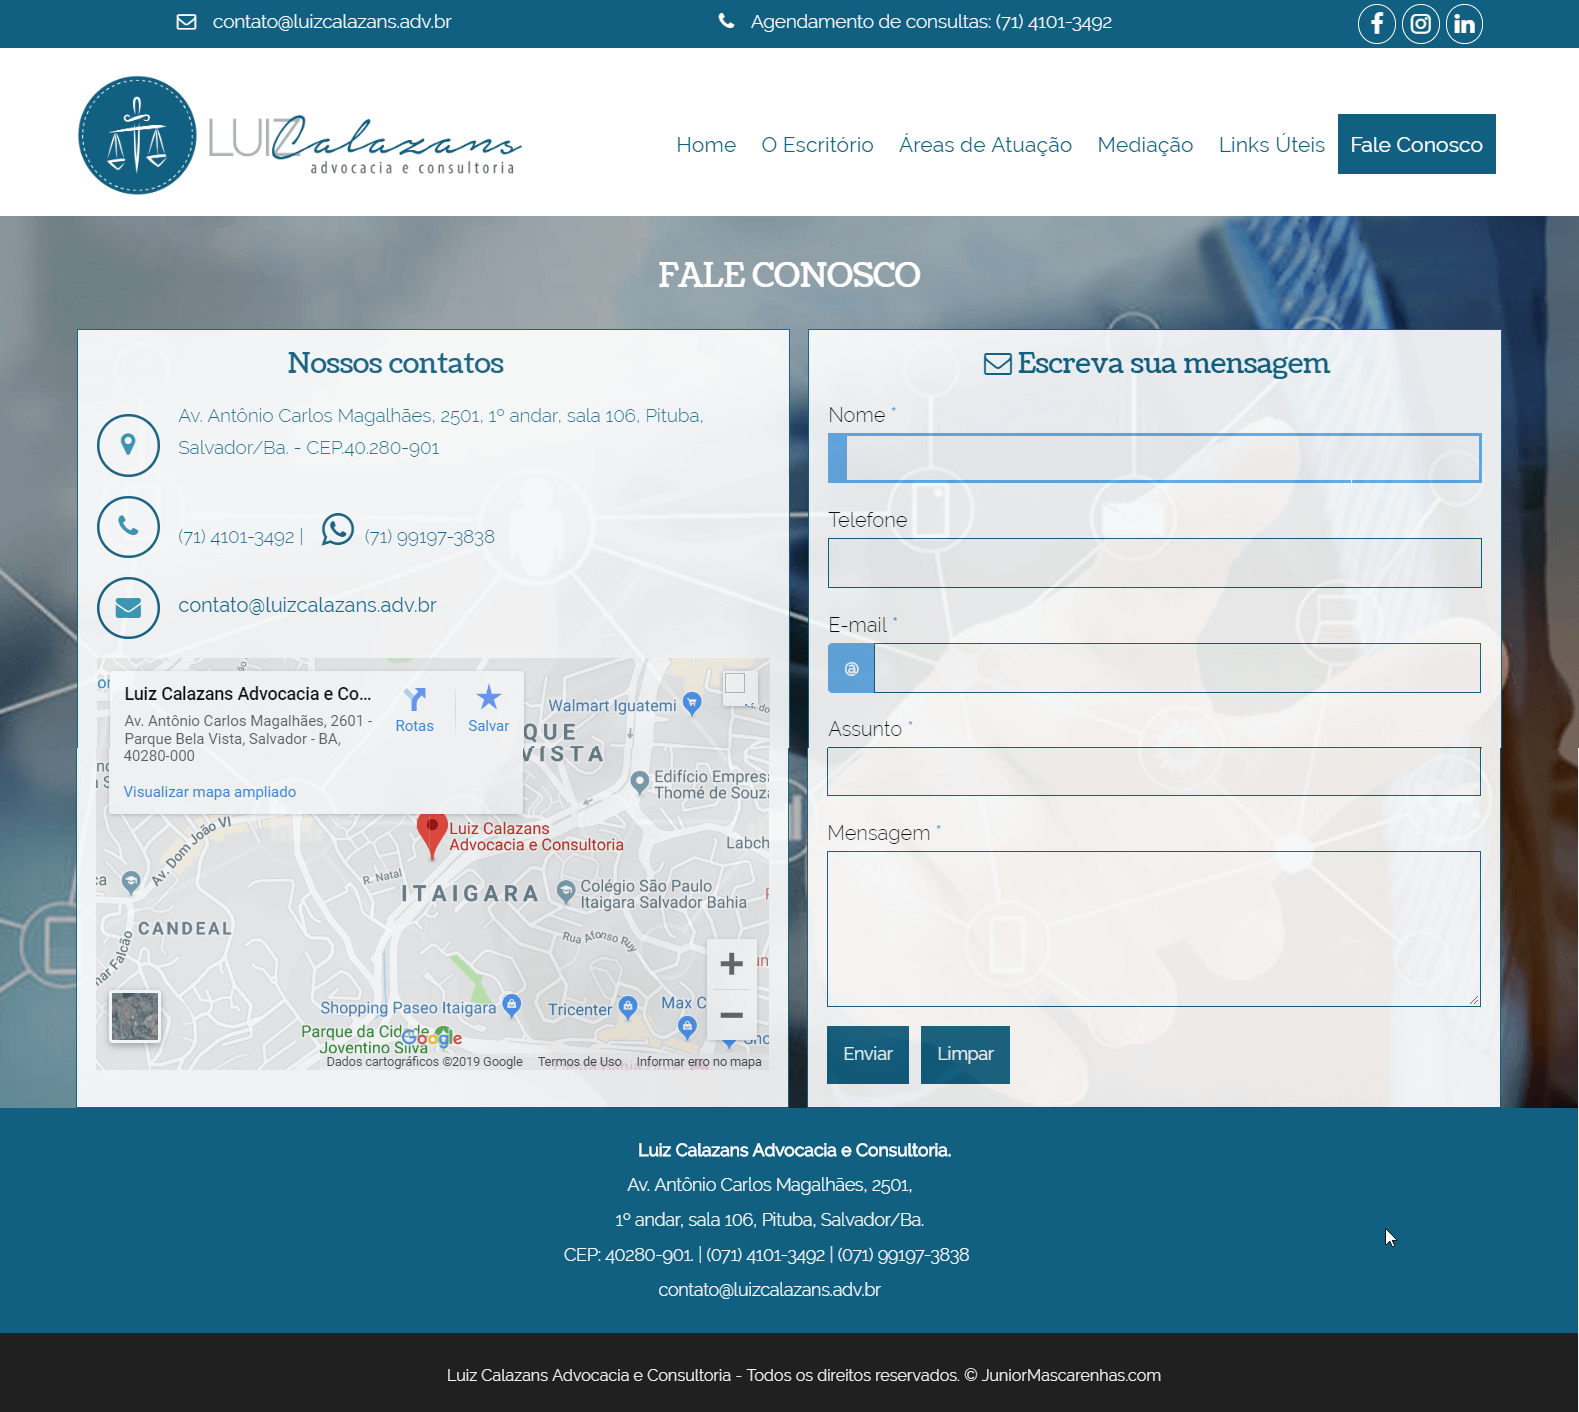 contato@luizcalazans.adv.br
Agendamento de consultas: (71) 4101-3492
LUIZ Calazans
advocacia e consultoria
Home
O Escritório
Áreas de Atuação
Mediação
Links Úteis
Fale Conosco
FALE CONOSCO
Nossos contatos
Av. Antônio Carlos Magalhães, 2501, 1º andar, sala 106, Pituba,
Salvador/Ba. - CEP.40.280-901
(71) 4101-3492 |
(71) 99197-3838
contato@luizcalazans.adv.br
Luiz Calazans Advocacia e Co...
Av. Antônio Carlos Magalhães, 2601 -
Parque Bela Vista, Salvador - BA,
40280-000
Rotas
Salvar
Visualizar mapa ampliado
Walmart Iguatemi
QUE
VISTA
Edifício Empres
Thomé de Souz
Av. Dom João VI
Luiz Calazans
Advocacia e Consultoria
Labch
R. Natal
ITAIGARA
Colégio São Paulo
Itaigara Salvador Bahia
CANDEAL
mar Falcão
Rua Afonso Ruy
Shopping Paseo Itaigara
Tricenter
Max C
Parque da Cidade
Joventino Silva
Google
Dados cartográficos ©2019 Google
Termos de Uso
Informar erro no mapa
Escreva sua mensagem
Nome *
Telefone
E-mail *
@
Assunto *
Mensagem *
Enviar
Limpar
Luiz Calazans Advocacia e Consultoria.
Av. Antônio Carlos Magalhães, 2501,
1º andar, sala 106, Pituba, Salvador/Ba.
CEP: 40280-901. | (071) 4101-3492 | (071) 99197-3838
contato@luizcalazans.adv.br
Luiz Calazans Advocacia e Consultoria - Todos os direitos reservados. © JuniorMascarenhas.com